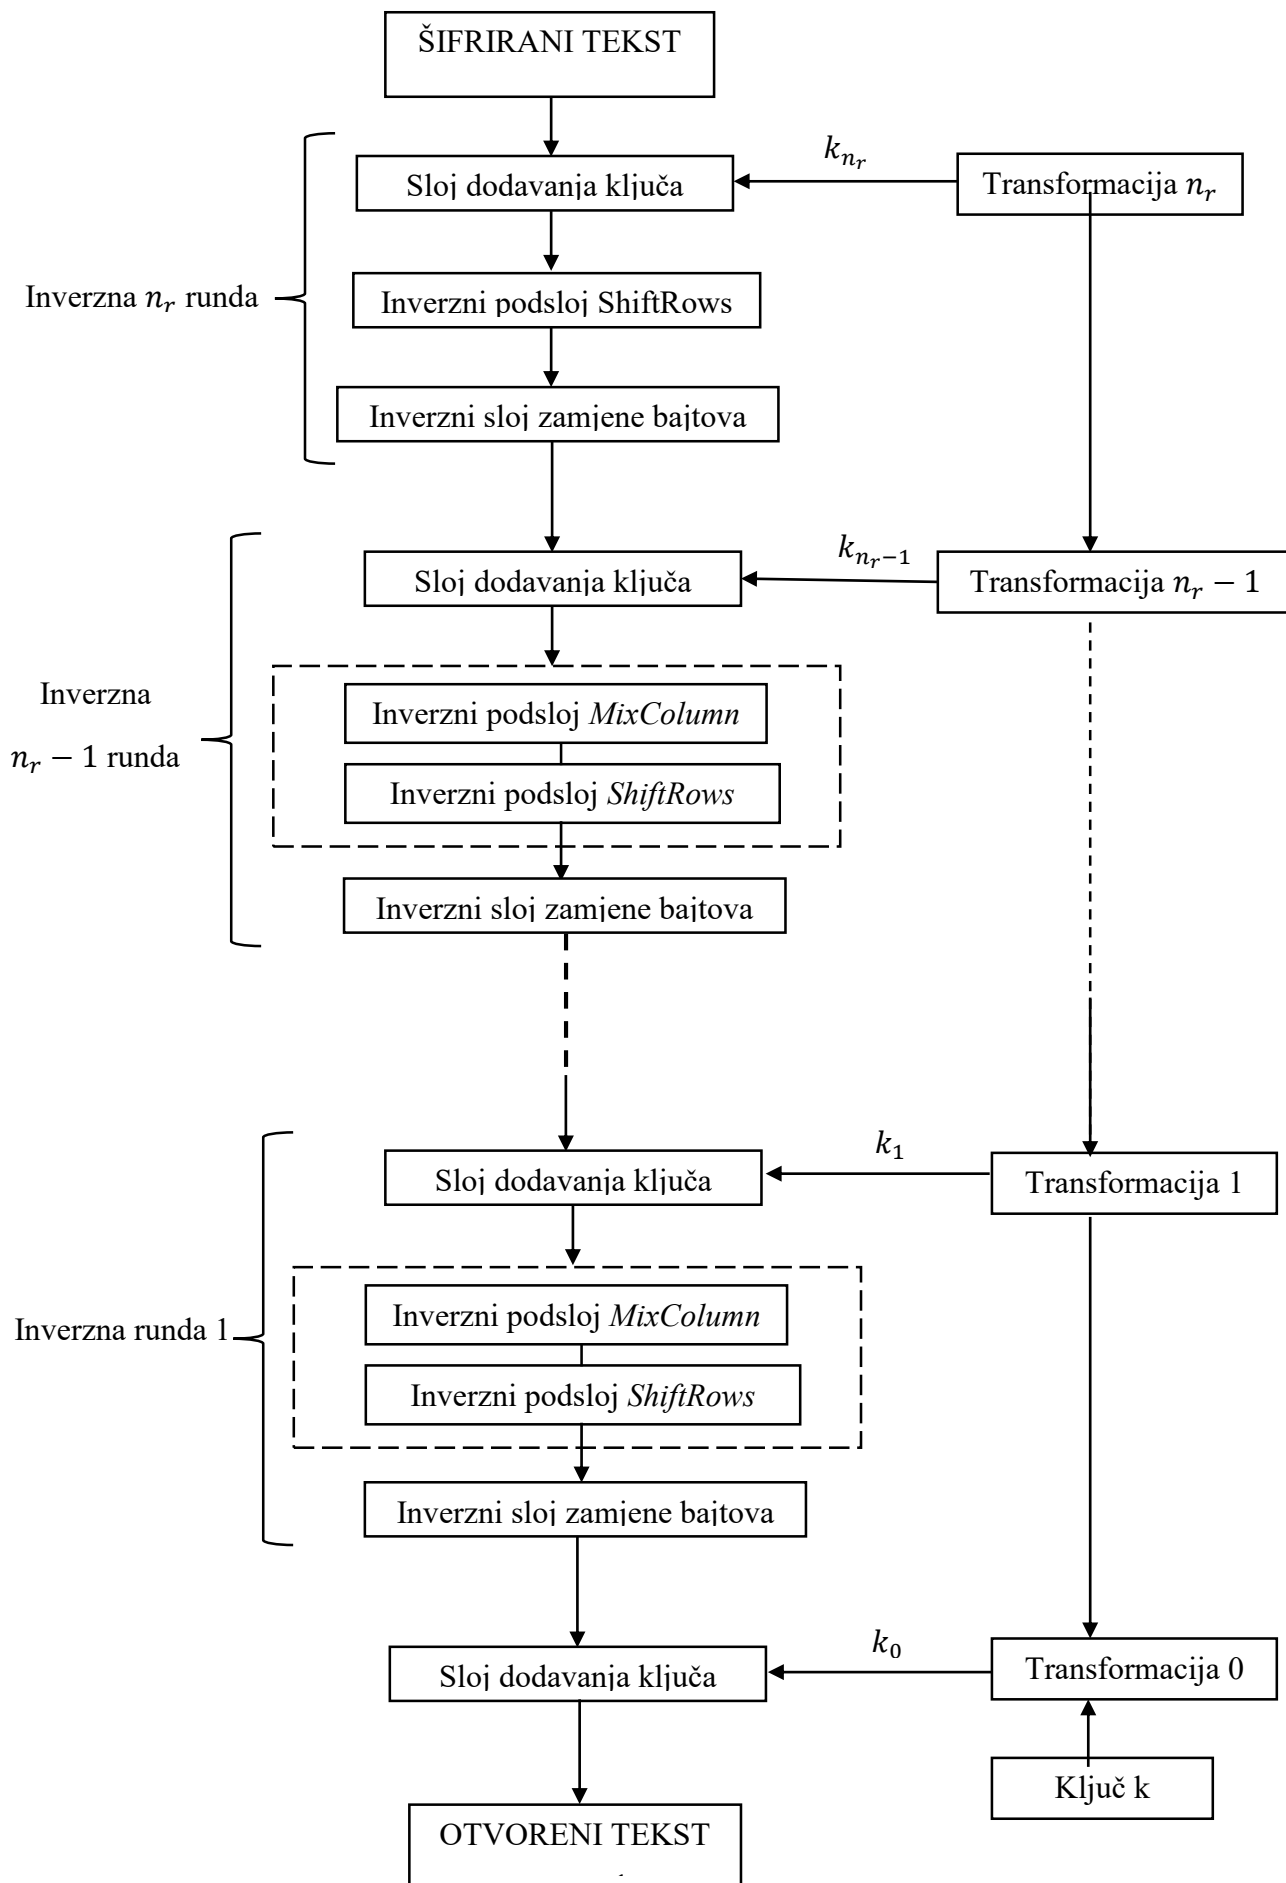 ŠIFRIRANI TEKST
k_{n_r}
Sloj dodavanja ključa
Transformacija n_r
Inverzna n_r runda
Inverzni podsloj ShiftRows
Inverzni sloj zamjene bajtova
k_{n_r−1}
Sloj dodavanja ključa
Transformacija n_r − 1
Inverzna
n_r − 1 runda
Inverzni podsloj MixColumn
Inverzni podsloj ShiftRows
Inverzni sloj zamjene bajtova
k_1
Sloj dodavanja ključa
Transformacija 1
Inverzna runda 1
Inverzni podsloj MixColumn
Inverzni podsloj ShiftRows
Inverzni sloj zamjene bajtova
k_0
Sloj dodavanja ključa
Transformacija 0
Ključ k
OTVORENI TEKST